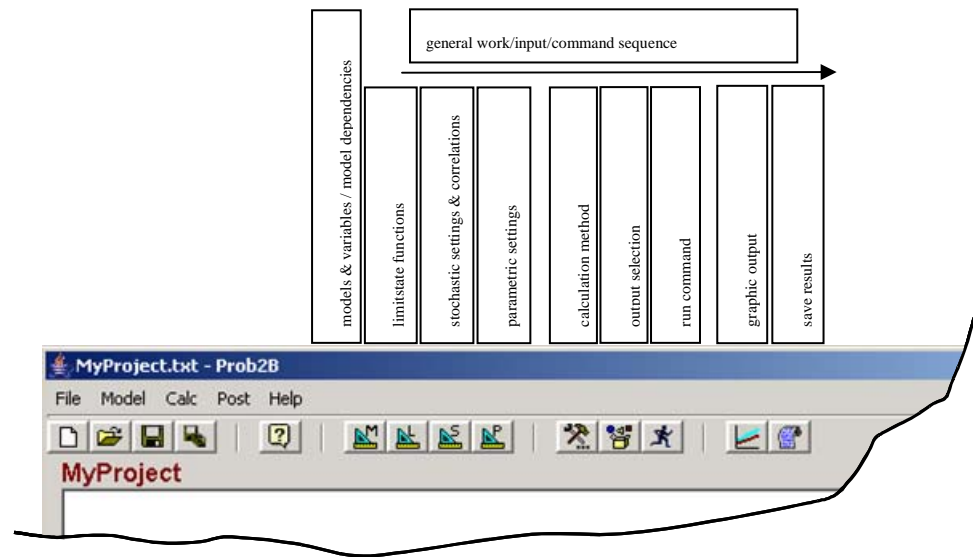 general work/input/command sequence
models & variables / model dependencies
limitstate functions
stochastic settings & correlations
parametric settings
calculation method
output selection
run command
graphic output
save results
MyProject.txt - Prob2B
File Model Calc Post Help
? M L S P
MyProject